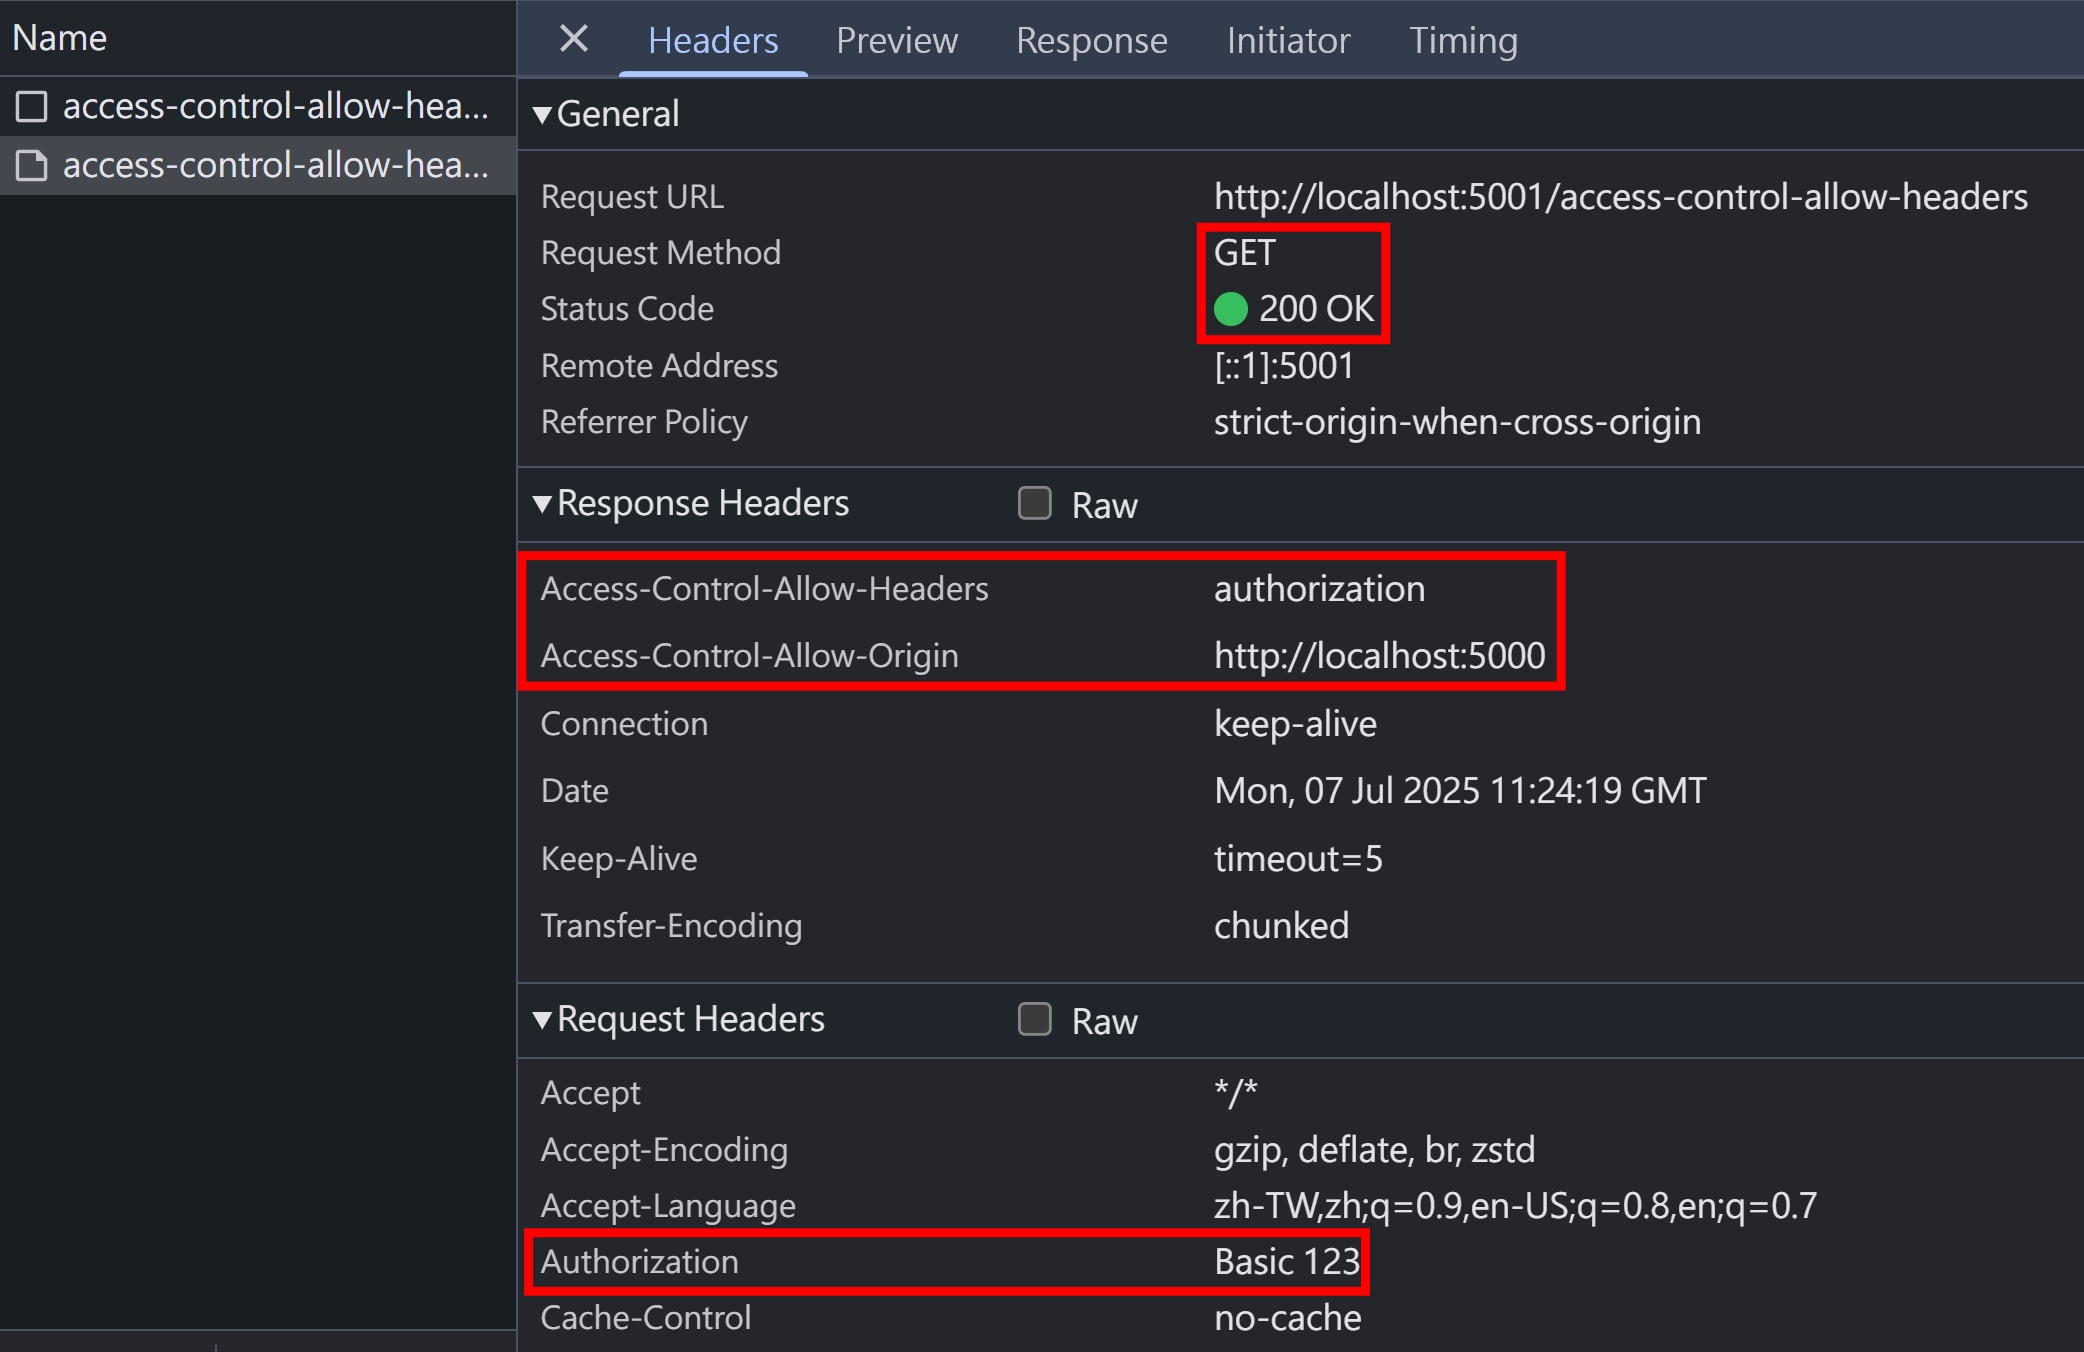 Name
access-control-allow-hea...
access-control-allow-hea...
Headers Preview Response Initiator Timing
General
Request URL http://localhost:5001/access-control-allow-headers
Request Method GET
Status Code 200 OK
Remote Address [::1]:5001
Referrer Policy strict-origin-when-cross-origin
Response Headers Raw
Access-Control-Allow-Headers authorization
Access-Control-Allow-Origin http://localhost:5000
Connection keep-alive
Date Mon, 07 Jul 2025 11:24:19 GMT
Keep-Alive timeout=5
Transfer-Encoding chunked
Request Headers Raw
Accept */*
Accept-Encoding gzip, deflate, br, zstd
Accept-Language zh-TW,zh;q=0.9,en-US;q=0.8,en;q=0.7
Authorization Basic 123
Cache-Control no-cache